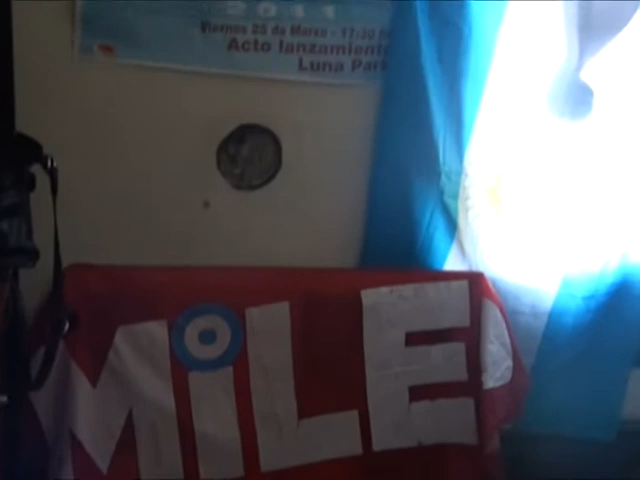 2011
Viernes 25 de Marzo - 17:30
Acto lanzamiento
Luna Park
MiLE